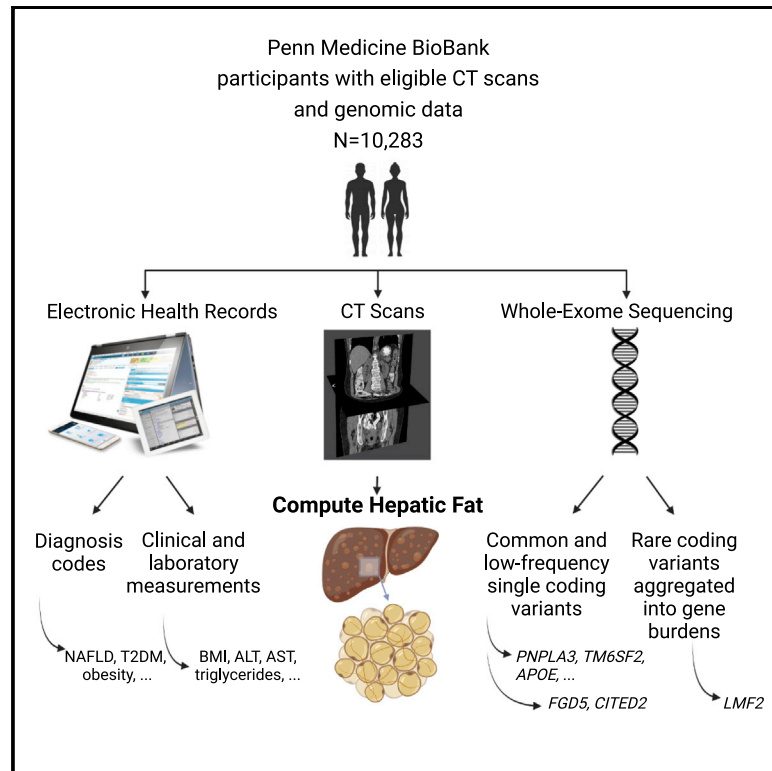 Penn Medicine BioBank
participants with eligible CT scans
and genomic data
N=10,283
Electronic Health Records
CT Scans
Whole-Exome Sequencing
Compute Hepatic Fat
Diagnosis
codes
Clinical and
laboratory
measurements
Common and
low-frequency
single coding
variants
Rare coding
variants
aggregated
into gene
burdens
NAFLD, T2DM,
obesity, ...
BMI, ALT, AST,
triglycerides, ...
PNPLA3, TM6SF2,
APOE, ...
FGD5, CITED2
LMF2